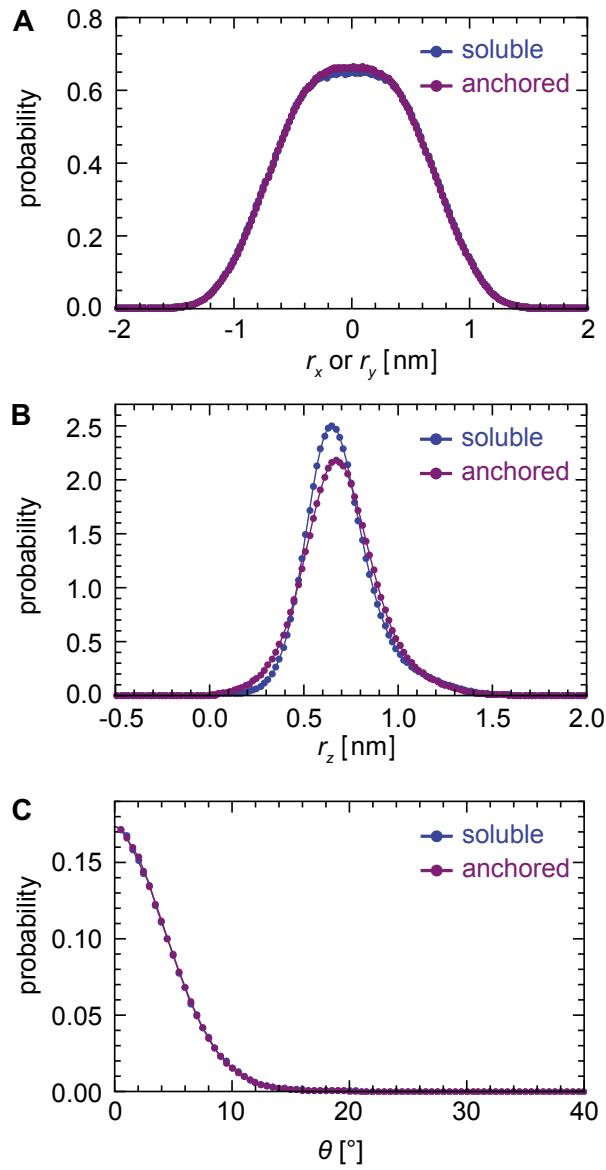 A
0.8
0.6
0.4
0.2
0.0
probability
soluble
anchored
-2 -1 0 1 2
r_x or r_y [nm]
B
2.5
2.0
1.5
1.0
0.5
0.0
probability
soluble
anchored
-0.5 0.0 0.5 1.0 1.5 2.0
r_z [nm]
C
0.15
0.10
0.05
0.00
probability
soluble
anchored
0 10 20 30 40
θ [°]